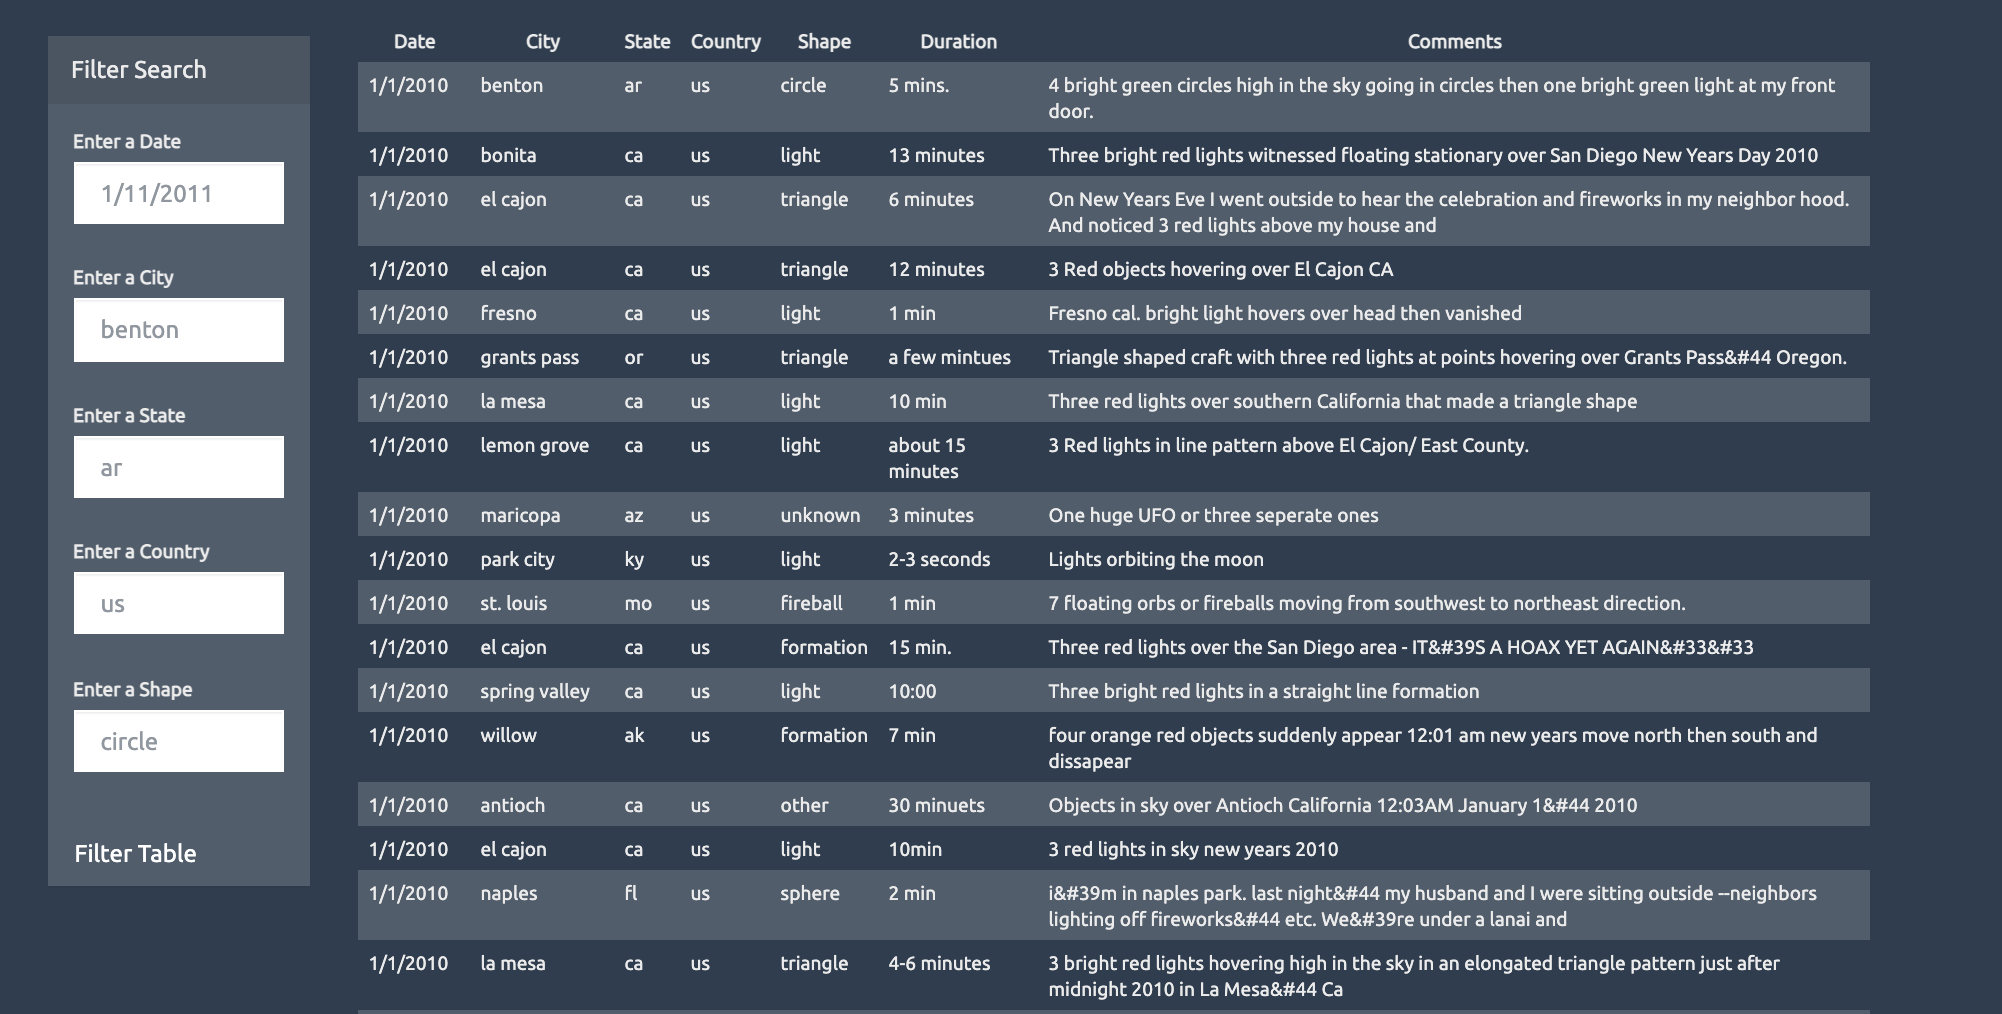 Filter Search
Enter a Date
1/11/2011
Enter a City
benton
Enter a State
ar
Enter a Country
us
Enter a Shape
circle
Filter Table
Date City State Country Shape Duration Comments
1/1/2010 benton ar us circle 5 mins. 4 bright green circles high in the sky going in circles then one bright green light at my front
door.
1/1/2010 bonita ca us light 13 minutes Three bright red lights witnessed floating stationary over San Diego New Years Day 2010
1/1/2010 el cajon ca us triangle 6 minutes On New Years Eve I went outside to hear the celebration and fireworks in my neighbor hood.
And noticed 3 red lights above my house and
1/1/2010 el cajon ca us triangle 12 minutes 3 Red objects hovering over El Cajon CA
1/1/2010 fresno ca us light 1 min Fresno cal. bright light hovers over head then vanished
1/1/2010 grants pass or us triangle a few mintues Triangle shaped craft with three red lights at points hovering over Grants Pass&#44 Oregon.
1/1/2010 la mesa ca us light 10 min Three red lights over southern California that made a triangle shape
1/1/2010 lemon grove ca us light about 15 3 Red lights in line pattern above El Cajon/ East County.
minutes
1/1/2010 maricopa az us unknown 3 minutes One huge UFO or three seperate ones
1/1/2010 park city ky us light 2-3 seconds Lights orbiting the moon
1/1/2010 st. louis mo us fireball 1 min 7 floating orbs or fireballs moving from southwest to northeast direction.
1/1/2010 el cajon ca us formation 15 min. Three red lights over the San Diego area - IT&#39S A HOAX YET AGAIN&#33&#33
1/1/2010 spring valley ca us light 10:00 Three bright red lights in a straight line formation
1/1/2010 willow ak us formation 7 min four orange red objects suddenly appear 12:01 am new years move north then south and
dissapear
1/1/2010 antioch ca us other 30 minuets Objects in sky over Antioch California 12:03AM January 1&#44 2010
1/1/2010 el cajon ca us light 10min 3 red lights in sky new years 2010
1/1/2010 naples fl us sphere 2 min i&#39m in naples park. last night&#44 my husband and I were sitting outside --neighbors
lighting off fireworks&#44 etc. We&#39re under a lanai and
1/1/2010 la mesa ca us triangle 4-6 minutes 3 bright red lights hovering high in the sky in an elongated triangle pattern just after
midnight 2010 in La Mesa&#44 Ca